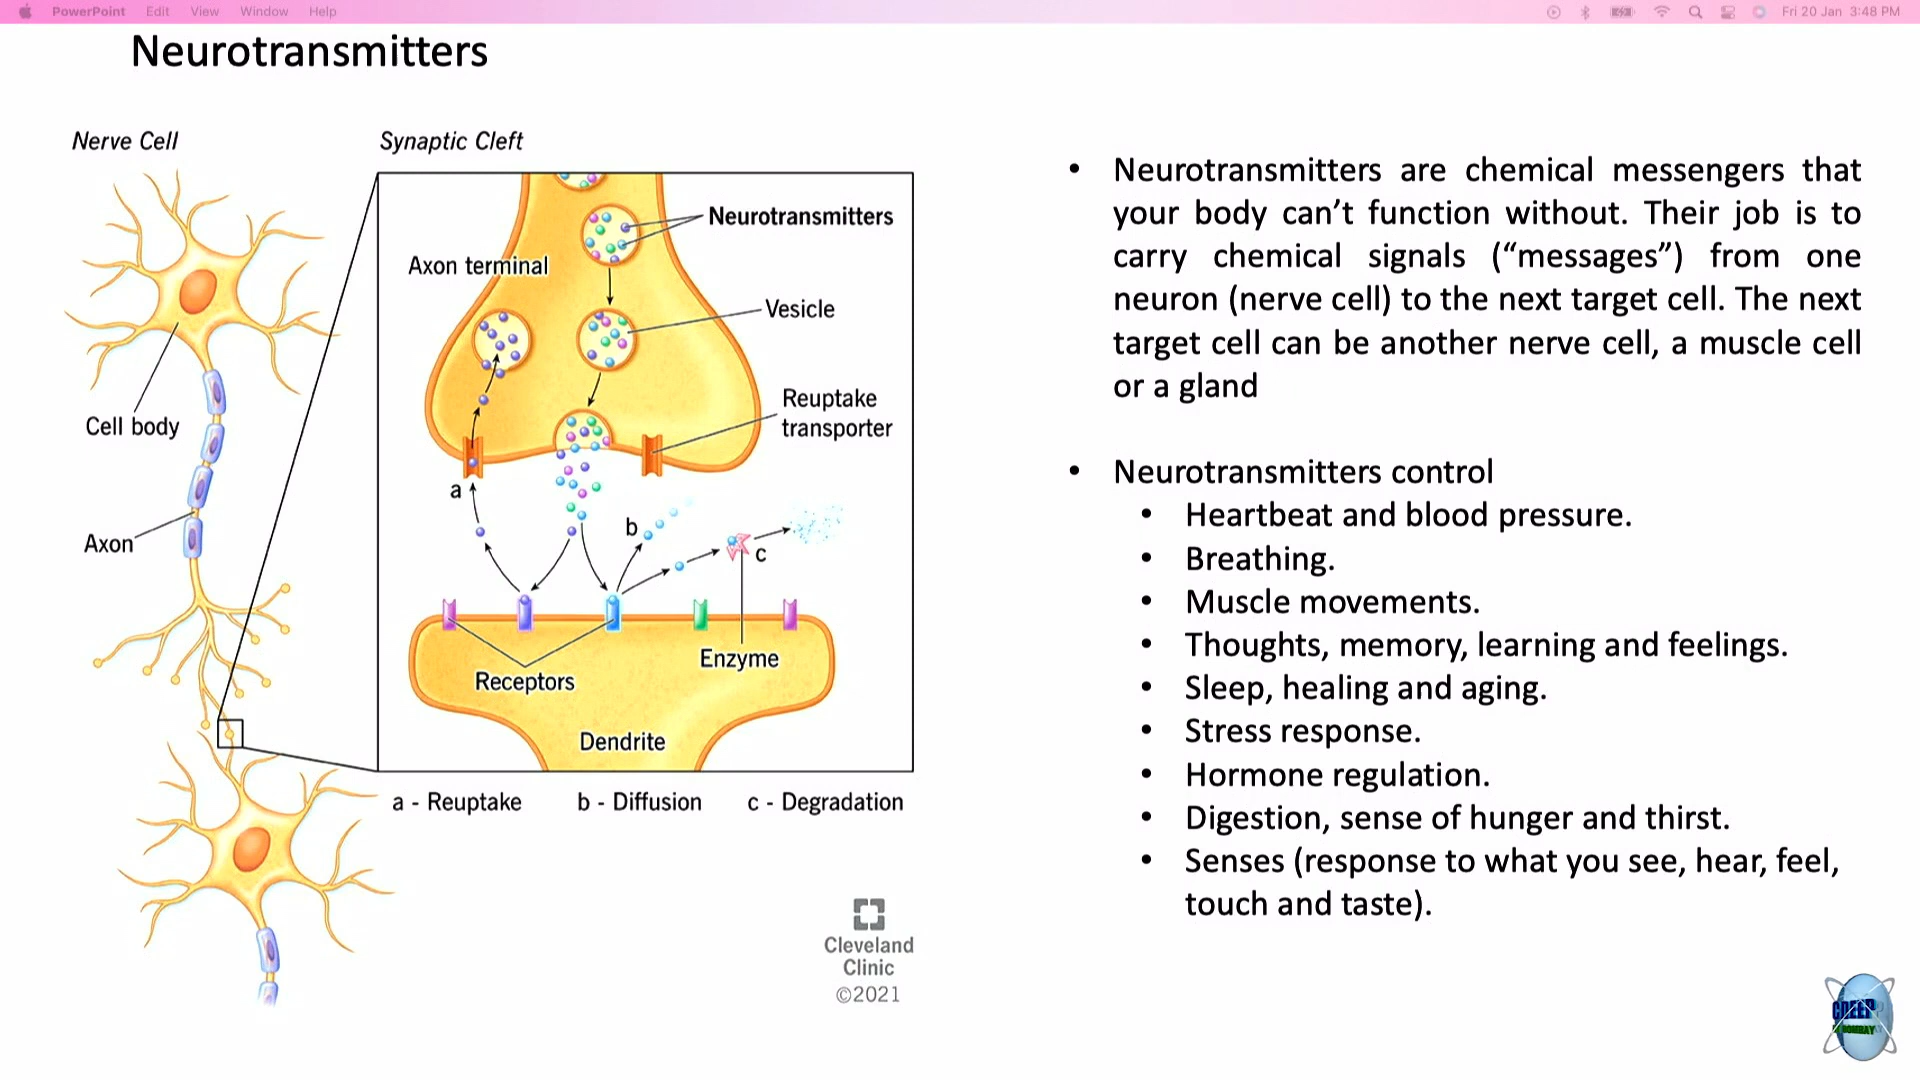 PowerPoint Edit View Window Help
Fri 20 Jan 3:48 PM
Neurotransmitters
Nerve Cell
Synaptic Cleft
Neurotransmitters
Axon terminal
Vesicle
Reuptake
transporter
Cell body
a
b
c
Axon
Enzyme
Receptors
Dendrite
a - Reuptake b - Diffusion c - Degradation
Cleveland
Clinic
©2021
• Neurotransmitters are chemical messengers that
your body can’t function without. Their job is to
carry chemical signals (“messages”) from one
neuron (nerve cell) to the next target cell. The next
target cell can be another nerve cell, a muscle cell
or a gland
• Neurotransmitters control
• Heartbeat and blood pressure.
• Breathing.
• Muscle movements.
• Thoughts, memory, learning and feelings.
• Sleep, healing and aging.
• Stress response.
• Hormone regulation.
• Digestion, sense of hunger and thirst.
• Senses (response to what you see, hear, feel,
touch and taste).